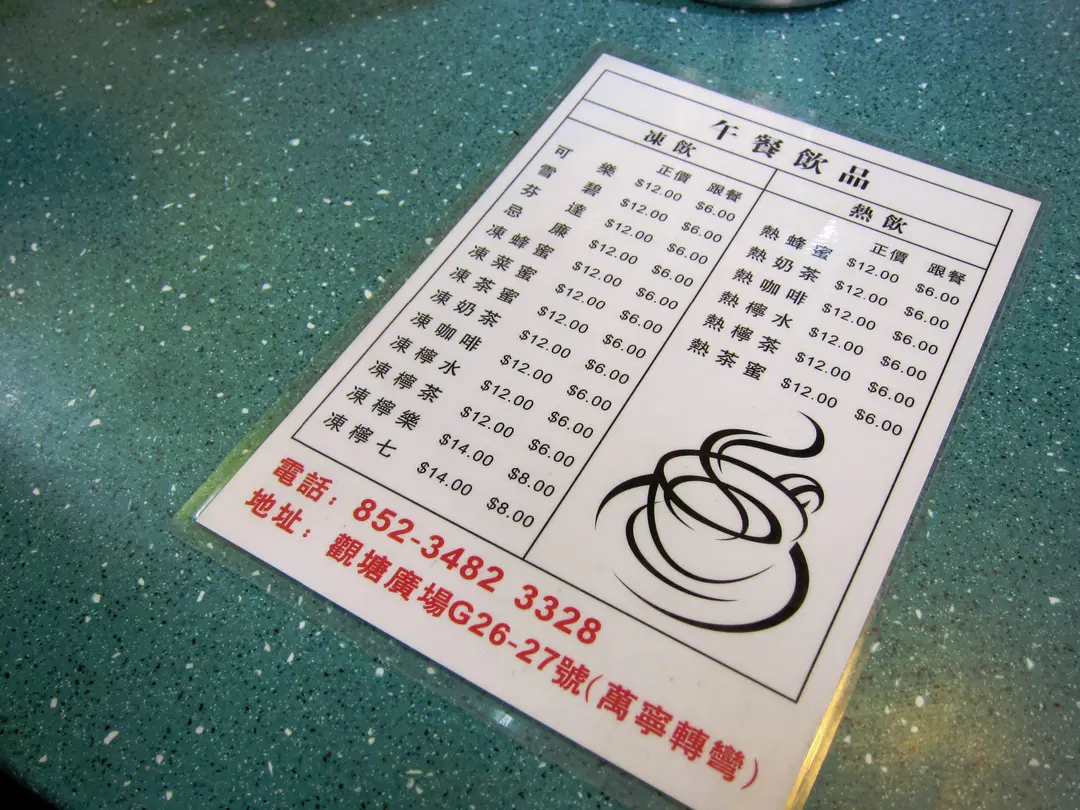 午餐飲品
凍飲
正價 跟餐
可樂 $12.00 $6.00
雪碧 $12.00 $6.00
芬達 $12.00 $6.00
忌廉 $12.00 $6.00
凍蜂蜜 $12.00 $6.00
凍菜蜜 $12.00 $6.00
凍茶蜜 $12.00 $6.00
凍奶茶 $12.00 $6.00
凍咖啡 $12.00 $6.00
凍檸水 $12.00 $6.00
凍檸茶 $12.00 $6.00
凍檸樂 $14.00 $8.00
凍檸七 $14.00 $8.00
熱飲
正價 跟餐
熱蜂蜜 $12.00 $6.00
熱奶茶 $12.00 $6.00
熱咖啡 $12.00 $6.00
熱檸水 $12.00 $6.00
熱檸茶 $12.00 $6.00
熱茶蜜 $12.00 $6.00
電話：852-3482 3328
地址：觀塘廣場G26-27號(萬寧轉彎)